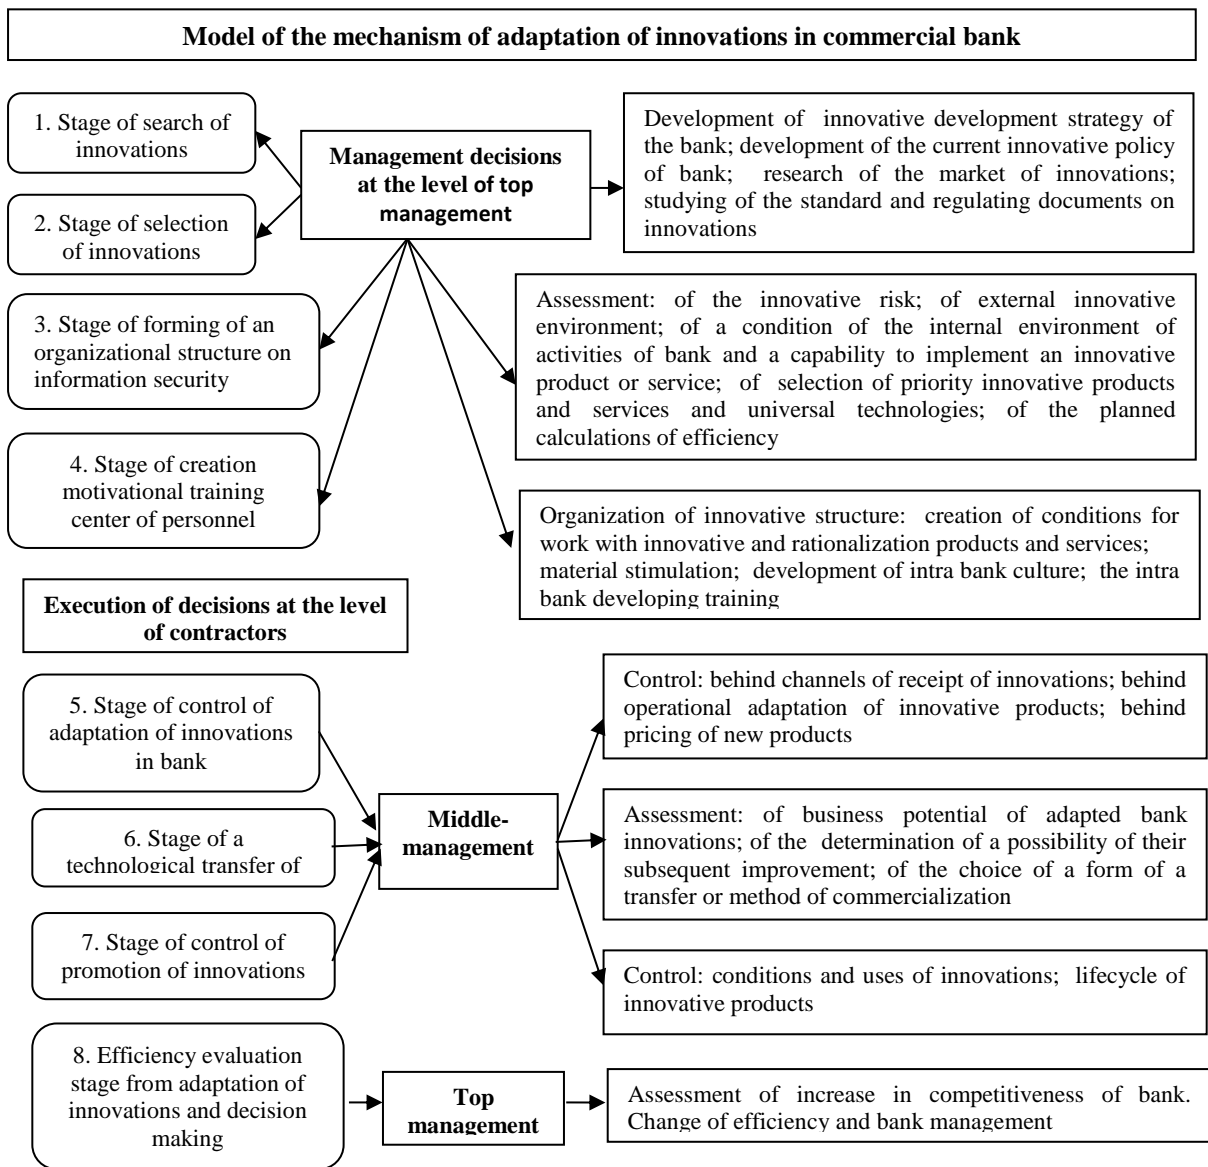 Model of the mechanism of adaptation of innovations in commercial bank
1. Stage of search of
innovations
Management decisions
at the level of top
management
Development of innovative development strategy of
the bank; development of the current innovative policy
of bank; research of the market of innovations;
studying of the standard and regulating documents on
innovations
2. Stage of selection
of innovations
3. Stage of forming of an
organizational structure on
information security
Assessment: of the innovative risk; of external innovative
environment; of a condition of the internal environment of
activities of bank and a capability to implement an innovative
product or service; of selection of priority innovative products
and services and universal technologies; of the planned
calculations of efficiency
4. Stage of creation
motivational training
center of personnel
Organization of innovative structure: creation of conditions for
work with innovative and rationalization products and services;
material stimulation; development of intra bank culture; the intra
bank developing training
Execution of decisions at the level
of contractors
5. Stage of control of
adaptation of innovations
in bank
Control: behind channels of receipt of innovations; behind
operational adaptation of innovative products; behind
pricing of new products
6. Stage of a
technological transfer of
Middle-
management
Assessment: of business potential of adapted bank
innovations; of the determination of a possibility of their
subsequent improvement; of the choice of a form of a
transfer or method of commercialization
7. Stage of control of
promotion of innovations
Control: conditions and uses of innovations; lifecycle of
innovative products
8. Efficiency evaluation
stage from adaptation of
innovations and decision
making
Top
management
Assessment of increase in competitiveness of bank.
Change of efficiency and bank management